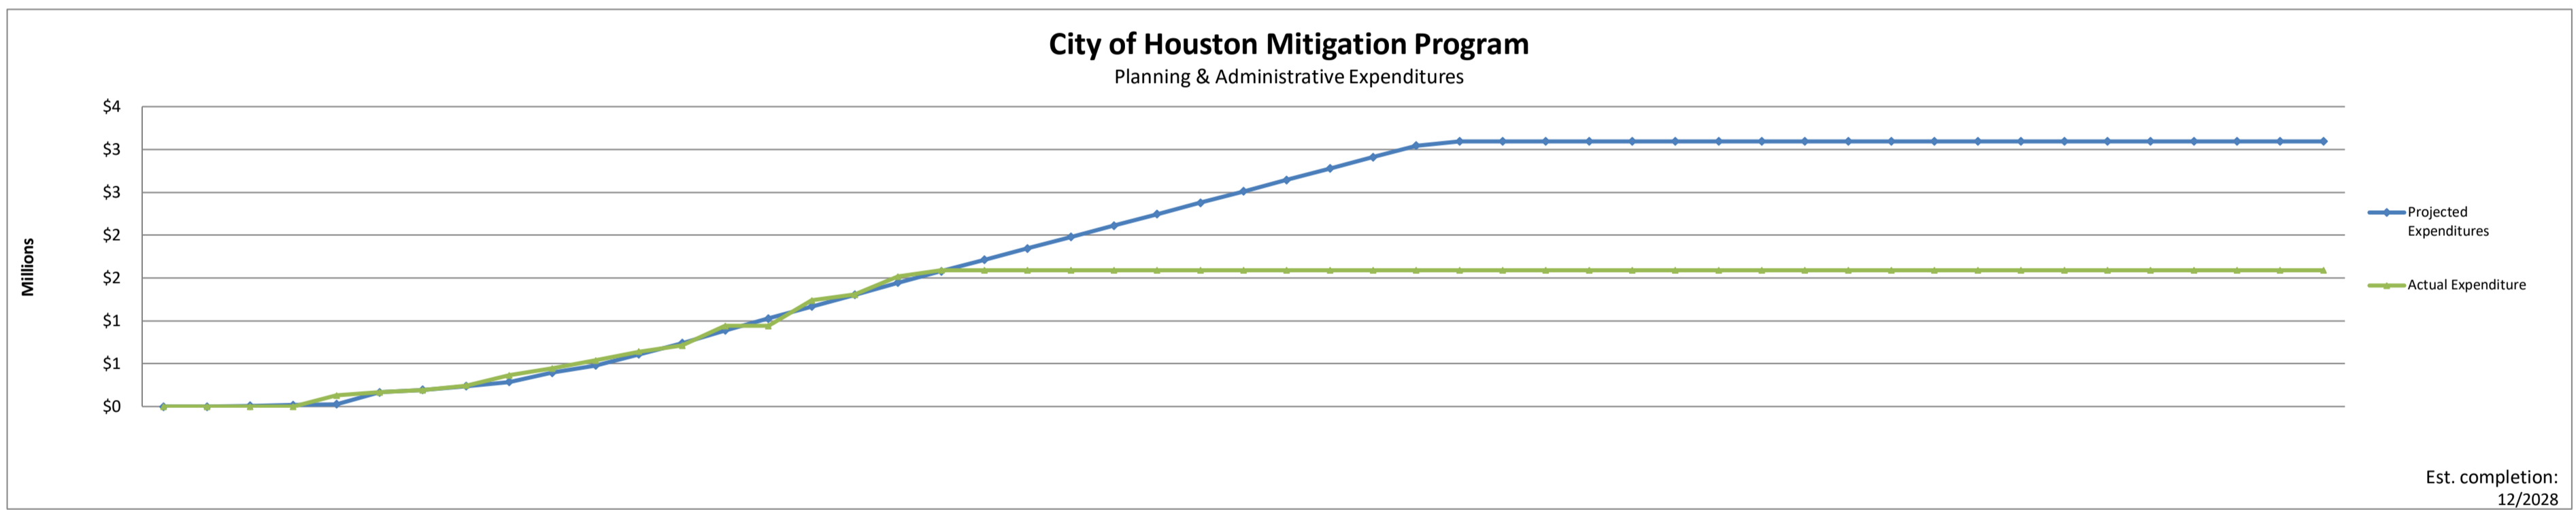 City of Houston Mitigation Program
Planning & Administrative Expenditures
Millions
$4
$3
$3
$2
$2
$1
$1
$0
Projected
Expenditures
Actual Expenditure
Est. completion:
12/2028